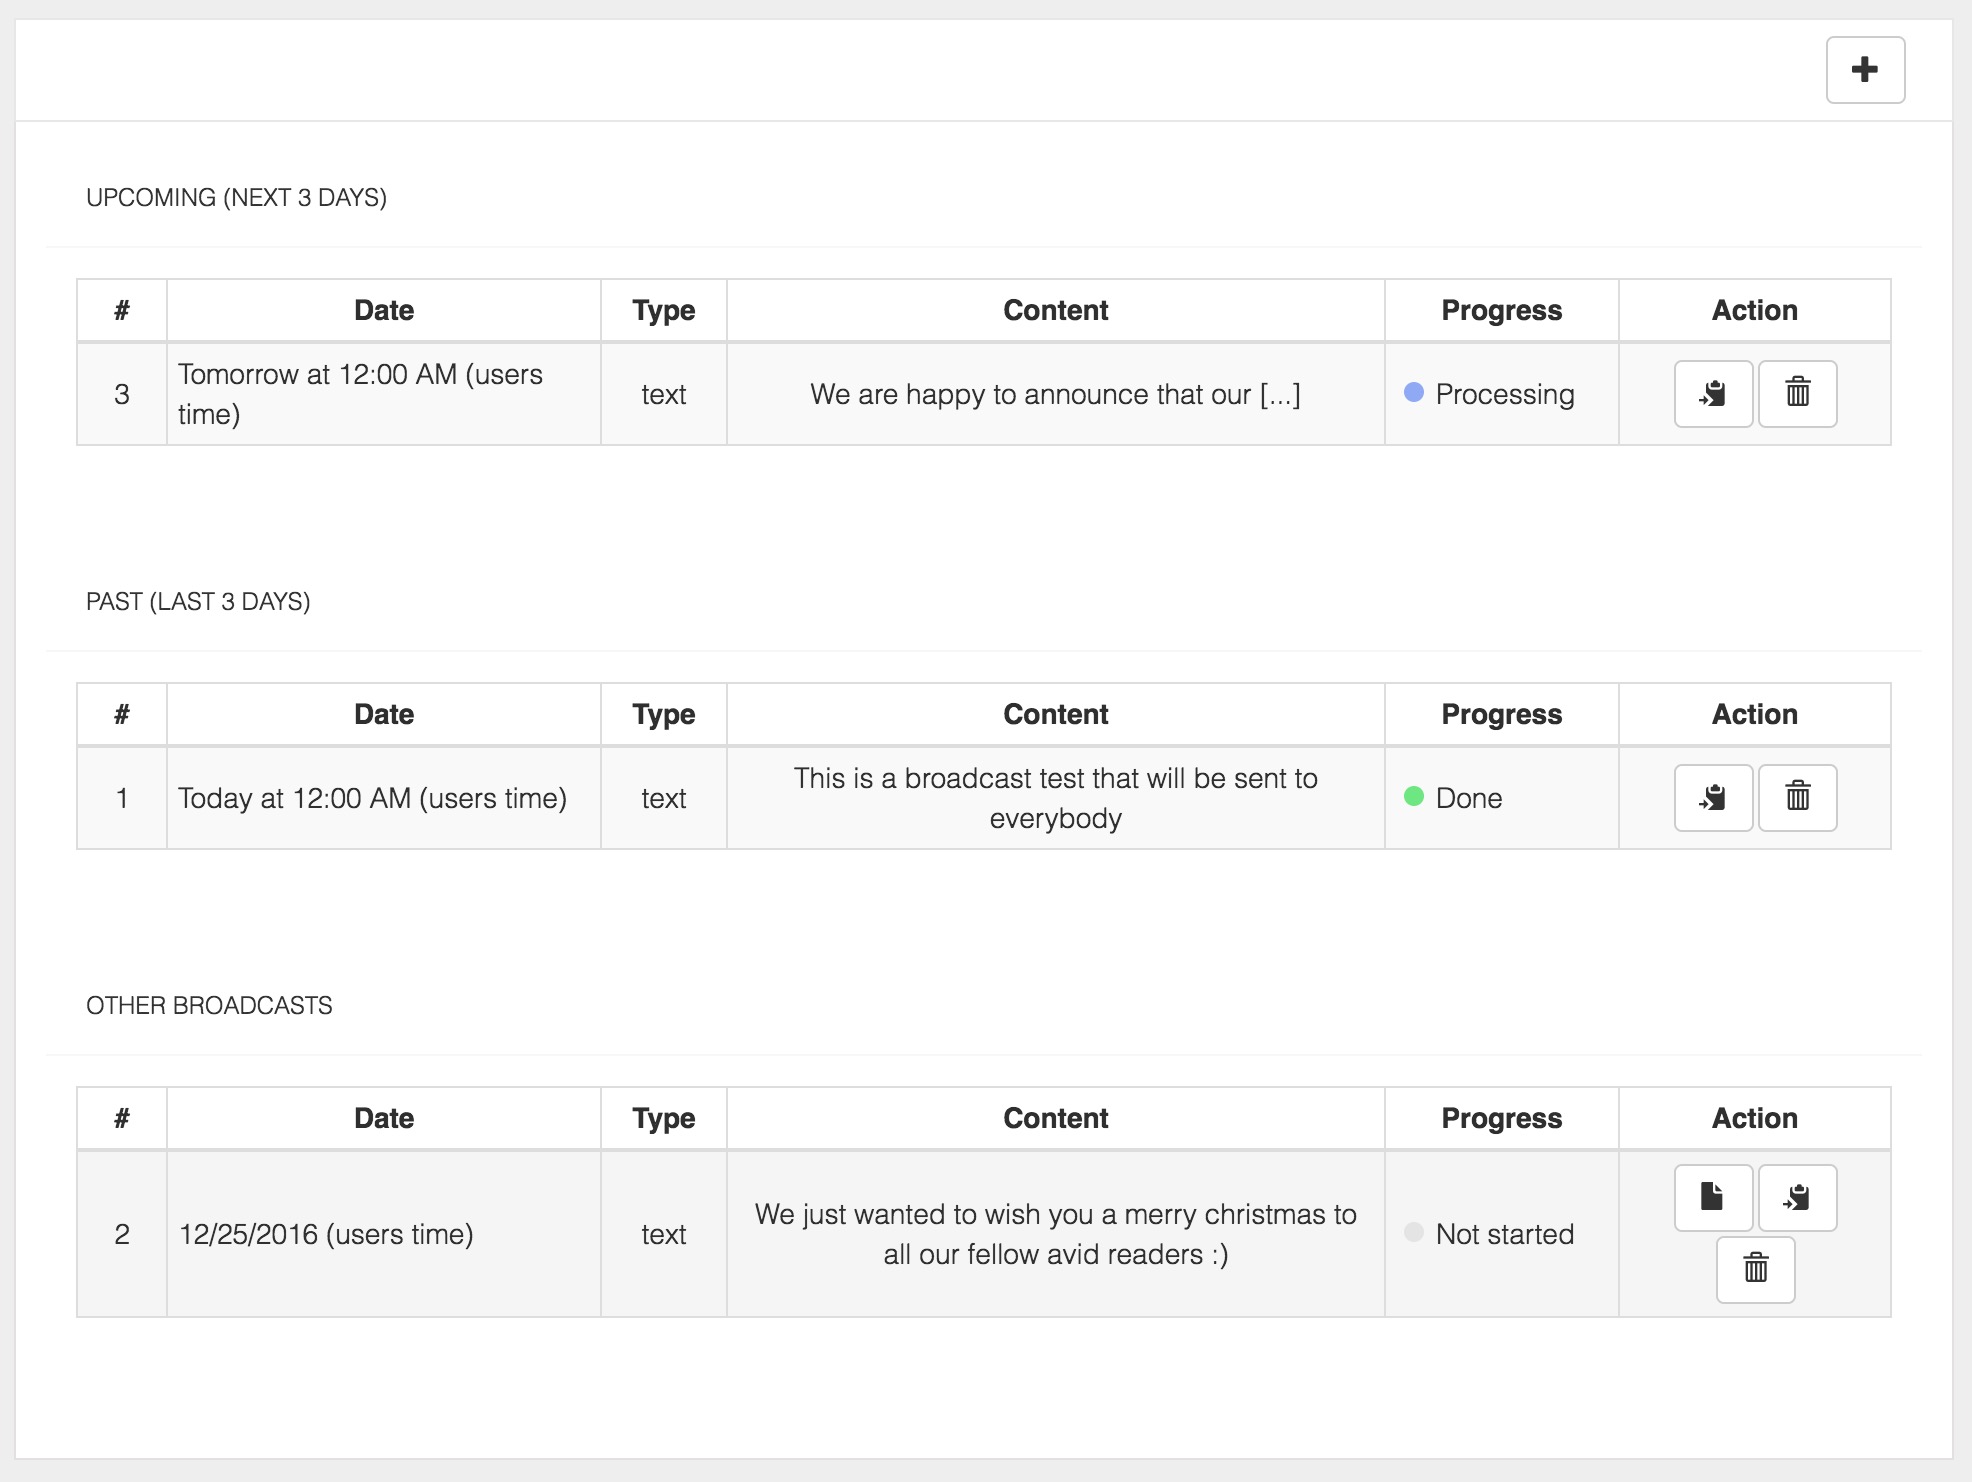 UPCOMING (NEXT 3 DAYS)
# Date Type Content Progress Action
3 Tomorrow at 12:00 AM (users time) text We are happy to announce that our [...] Processing
PAST (LAST 3 DAYS)
# Date Type Content Progress Action
1 Today at 12:00 AM (users time) text This is a broadcast test that will be sent to everybody Done
OTHER BROADCASTS
# Date Type Content Progress Action
2 12/25/2016 (users time) text We just wanted to wish you a merry christmas to all our fellow avid readers :) Not started